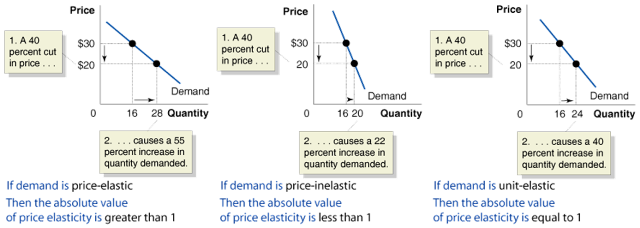 Price
1. A 40
percent cut
in price . . .
$30
$20
Demand
0 16 28 Quantity
2. . . . causes a 55
percent increase in
quantity demanded.
If demand is price-elastic
Then the absolute value
of price elasticity is greater than 1
Price
1. A 40
percent cut
in price . . .
$30
20
Demand
0 16 20 Quantity
2. . . . causes a 22
percent increase in
quantity demanded.
If demand is price-inelastic
Then the absolute value
of price elasticity is less than 1
Price
1. A 40
percent cut
in price . . .
$30
20
Demand
0 16 24 Quantity
2. . . . causes a 40
percent increase in
quantity demanded.
If demand is unit-elastic
Then the absolute value
of price elasticity is equal to 1